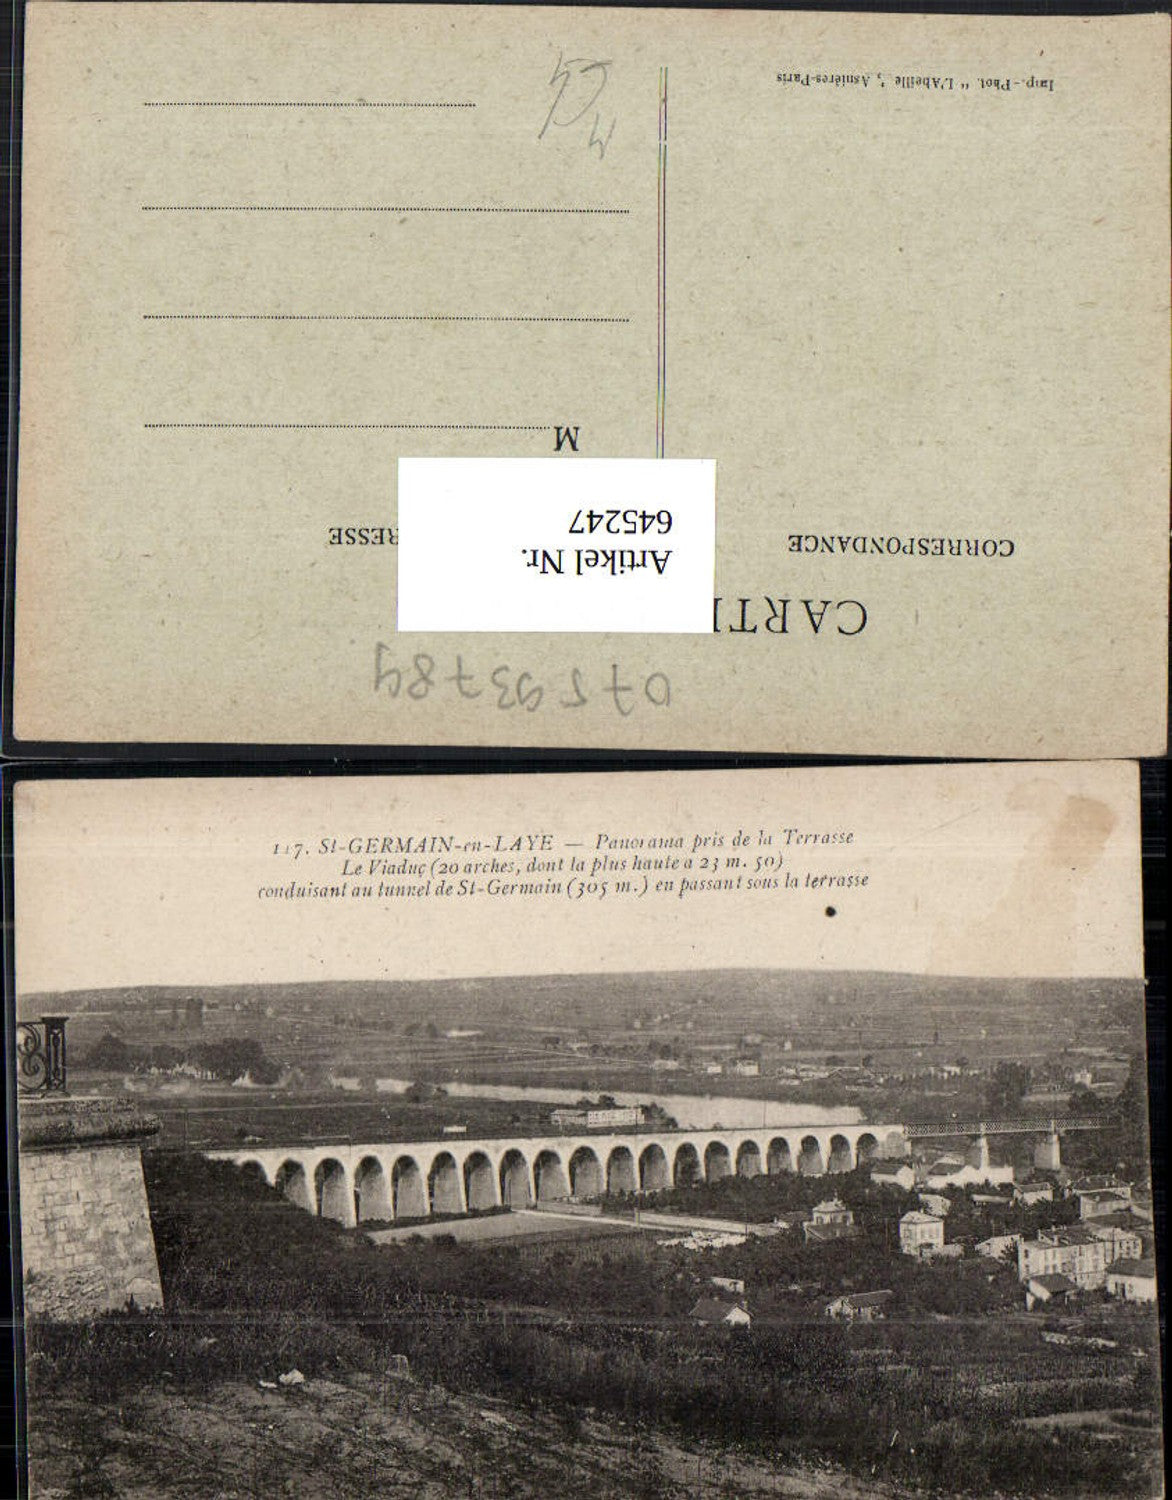 CARTE
CORRESPONDANCE
RESSE
Artikel Nr.
645247
M
Imp.-Phot. "L'Abeille", Asnières-Paris
117. St-GERMAIN-en-LAYE — Panorama pris de la Terrasse
Le Viaduc (20 arches, dont la plus haute a 23 m. 50)
conduisant au tunnel de St-Germain (305 m.) en passant sous la terrasse